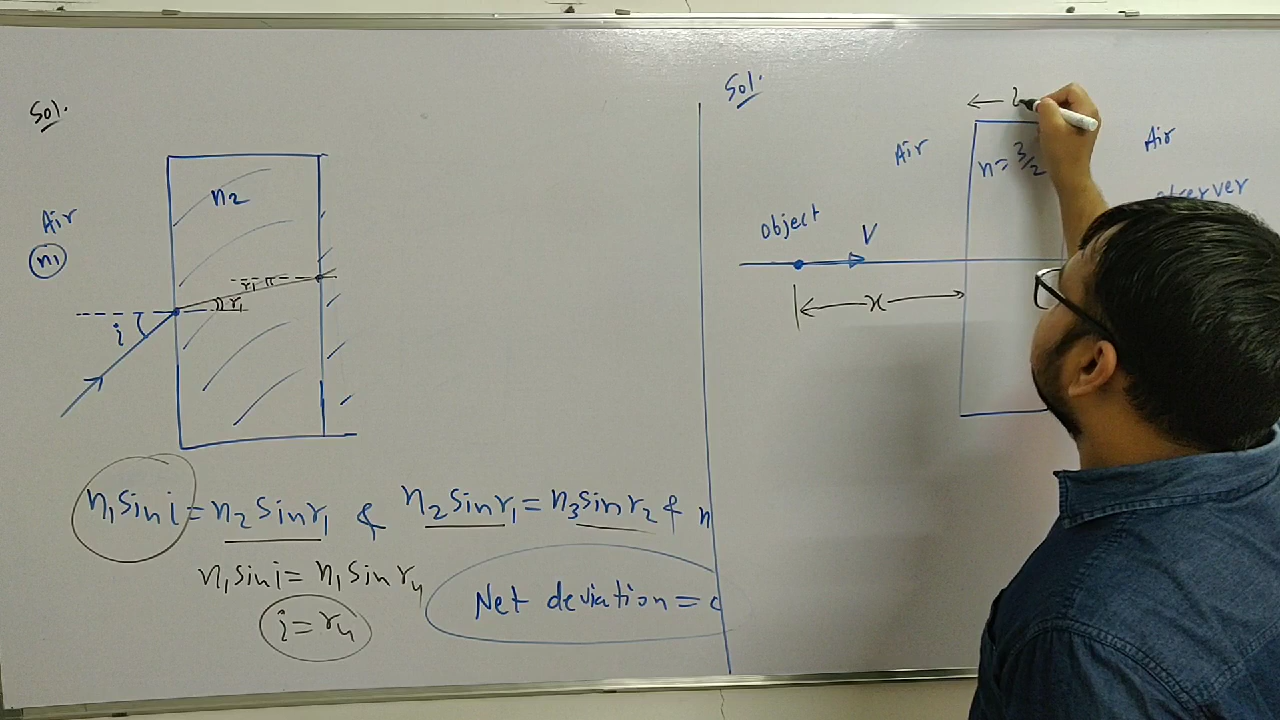 Sol.
n2
Air
n1
r1
r1
i
n1 sin i = n2 sin r1 & n2 sin r1 = n3 sin r2 & n
n1 sin i = n1 sin r4
i = r4
Net deviation =
Sol.
Air
n = 3/2
Air
object
V
x